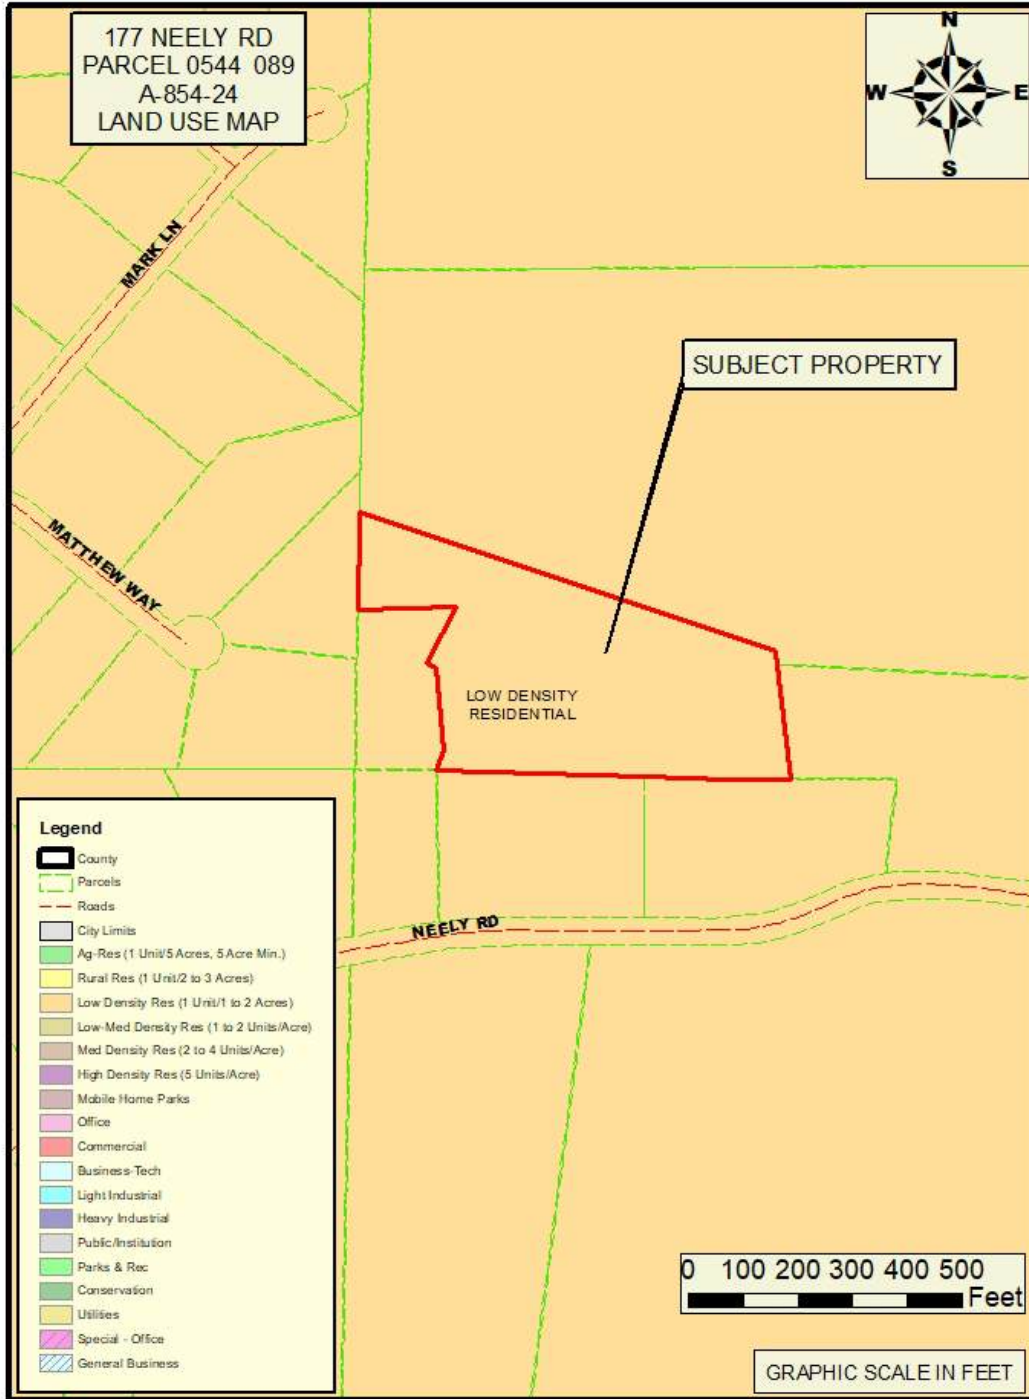 177 NEELY RD
PARCEL 0544 089
A-854-24
LAND USE MAP
N
W
E
S
MARK LN
SUBJECT PROPERTY
MATTHEW WAY
LOW DENSITY
RESIDENTIAL
NEELY RD
Legend
County
Parcels
Roads
City Limits
Ag-Res (1 Unit/5 Acres, 5 Acre Min.)
Rural Res (1 Unit/2 to 3 Acres)
Low Density Res (1 Unit/1 to 2 Acres)
Low-Med Density Res (1 to 2 Units/Acre)
Med Density Res (2 to 4 Units/Acre)
High Density Res (5 Units/Acre)
Mobile Home Parks
Office
Commercial
Business-Tech
Light Industrial
Heavy Industrial
Public/Institution
Parks & Rec
Conservation
Utilities
Special - Office
General Business
0 100 200 300 400 500
Feet
GRAPHIC SCALE IN FEET